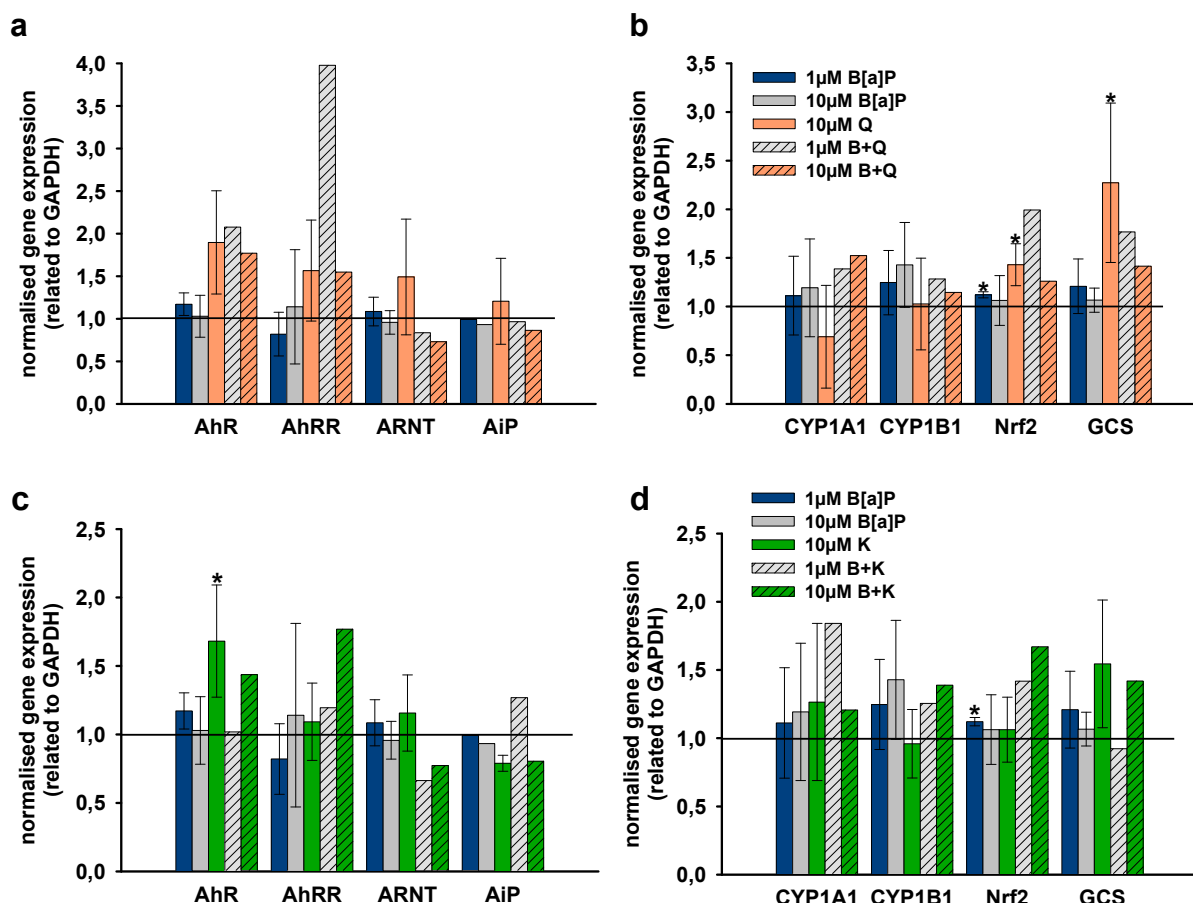 a
normalised gene expression
(related to GAPDH)
4,0
3,5
3,0
2,5
2,0
1,5
1,0
0,5
0,0
AhR AhRR ARNT AiP
b
normalised gene expression
(related to GAPDH)
3,5
3,0
2,5
2,0
1,5
1,0
0,5
0,0
1µM B[a]P
10µM B[a]P
10µM Q
1µM B+Q
10µM B+Q
*
*
*
CYP1A1 CYP1B1 Nrf2 GCS
c
normalised gene expression
(related to GAPDH)
2,5
2,0
1,5
1,0
0,5
0,0
*
AhR AhRR ARNT AiP
d
normalised gene expression
(related to GAPDH)
2,5
2,0
1,5
1,0
0,5
0,0
1µM B[a]P
10µM B[a]P
10µM K
1µM B+K
10µM B+K
*
CYP1A1 CYP1B1 Nrf2 GCS